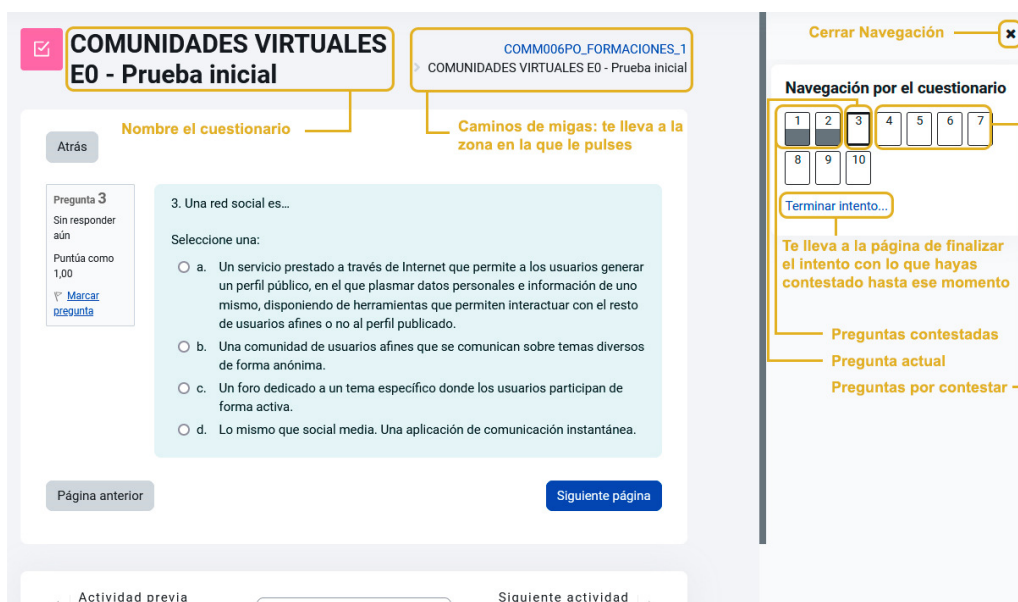 COMUNIDADES VIRTUALES
E0 - Prueba inicial
COMM006PO_FORMACIONES_1
COMUNIDADES VIRTUALES E0 - Prueba inicial
Nombre el cuestionario
Caminos de migas: te lleva a la
zona en la que le pulses
Atrás
Pregunta 3
Sin responder
aún
Puntúa como
1,00
Marcar
pregunta
3. Una red social es...
Seleccione una:
a. Un servicio prestado a través de Internet que permite a los usuarios generar
un perfil público, en el que plasmar datos personales e información de uno
mismo, disponiendo de herramientas que permiten interactuar con el resto
de usuarios afines o no al perfil publicado.
b. Una comunidad de usuarios afines que se comunican sobre temas diversos
de forma anónima.
c. Un foro dedicado a un tema específico donde los usuarios participan de
forma activa.
d. Lo mismo que social media. Una aplicación de comunicación instantánea.
Página anterior
Siguiente página
Actividad previa
Siguiente actividad
Cerrar Navegación
Navegación por el cuestionario
1 2 3 4 5 6 7
8 9 10
Terminar intento...
Te lleva a la página de finalizar
el intento con lo que hayas
contestado hasta ese momento
Preguntas contestadas
Pregunta actual
Preguntas por contestar